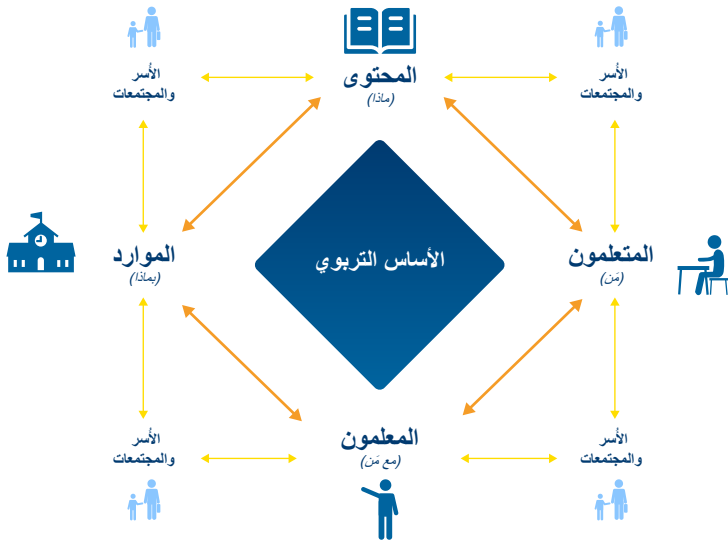 الأُسر
والمجتمعات
المحتوى
(ماذا)
الأُسر
والمجتمعات
المتعلمون
(مَن)
الأساس التربوي
الموارد
(بماذا)
الأُسر
والمجتمعات
المعلمون
(مع مَن)
الأُسر
والمجتمعات